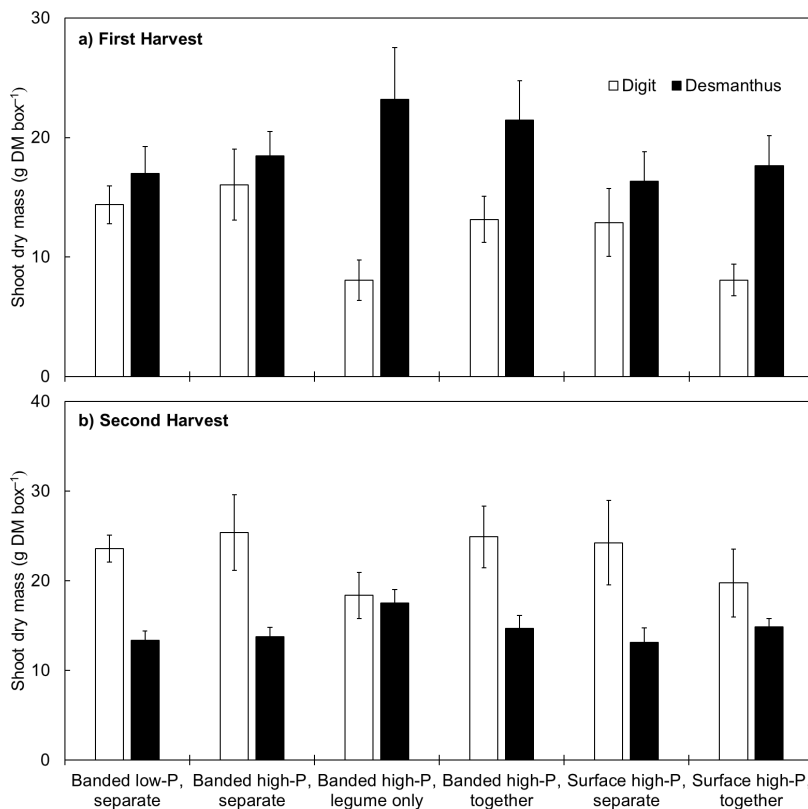 30
a) First Harvest
Digit Desmanthus
20
10
0
Shoot dry mass (g DM box⁻¹)
40
b) Second Harvest
30
20
10
0
Shoot dry mass (g DM box⁻¹)
Banded low-P, separate
Banded high-P, separate
Banded high-P, legume only
Banded high-P, together
Surface high-P, separate
Surface high-P, together